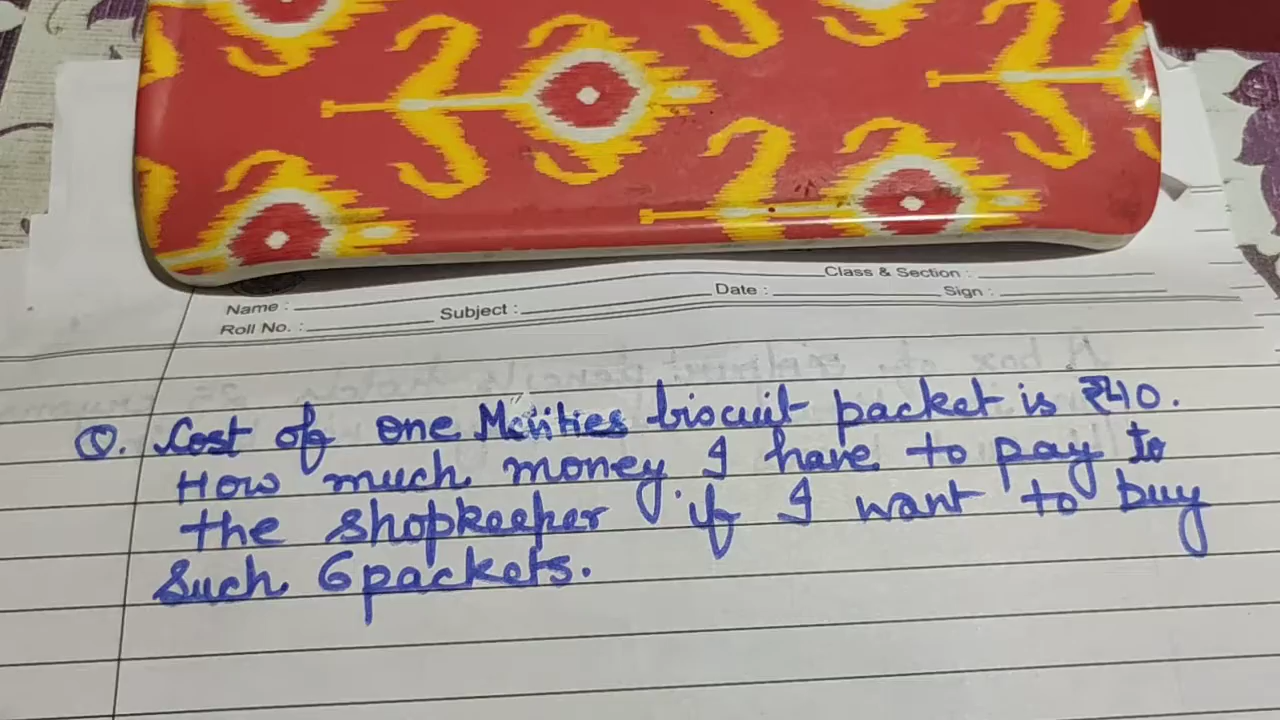 Class & Section :
Name : Subject : Date : Sign :
Roll No. :
Q. Cost of one Mcvities biscuit packet is ₹40.
How much money I have to pay to
the shopkeeper if I want to buy
such 6 packets.